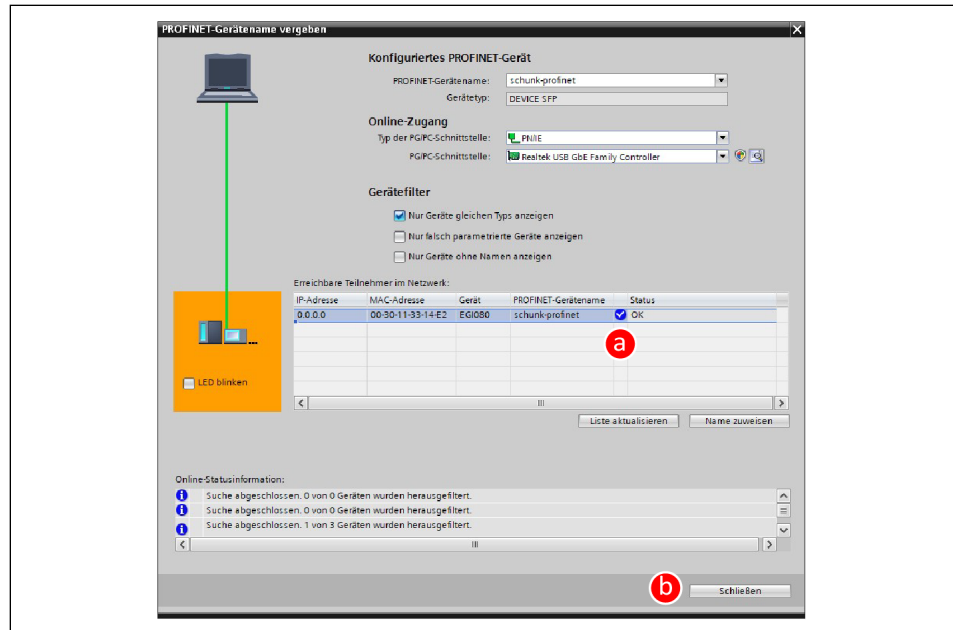 PROFINET-Gerätename vergeben
Konfiguriertes PROFINET-Gerät
PROFINET-Gerätename: schunk-profinet
Gerätetyp: DEVICE SFP
Online-Zugang
Typ der PG/PC-Schnittstelle: PN/IE
PG/PC-Schnittstelle: Realtek USB GbE Family Controller
Gerätefilter
Nur Geräte gleichen Typs anzeigen
Nur falsch parametrierte Geräte anzeigen
Nur Geräte ohne Namen anzeigen
Erreichbare Teilnehmer im Netzwerk:
IP-Adresse MAC-Adresse Gerät PROFINET-Gerätename Status
0.0.0.0 00-30-11-33-14-E2 EGI080 schunk-profinet OK
a
LED blinken
Liste aktualisieren Name zuweisen
Online-Statusinformation:
Suche abgeschlossen. 0 von 0 Geräten wurden herausgefiltert.
Suche abgeschlossen. 0 von 0 Geräten wurden herausgefiltert.
Suche abgeschlossen. 1 von 3 Geräten wurden herausgefiltert.
b Schließen